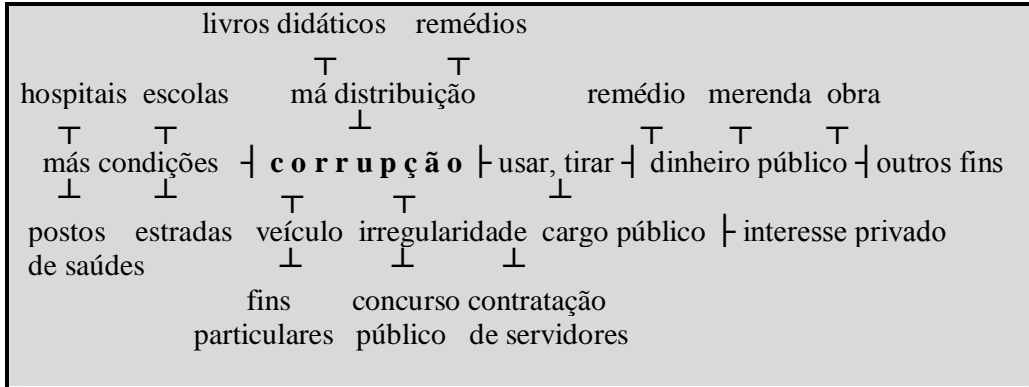 livros didáticos remédios
hospitais escolas má distribuição remédio merenda obra
más condições ┤ c o r r u p ç ã o ├ usar, tirar ┤ dinheiro público ┤ outros fins
postos estradas veículo irregularidade cargo público ├ interesse privado
de saúdes
fins concurso contratação
particulares público de servidores